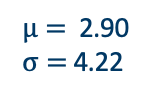 μ = 2.90
σ = 4.22